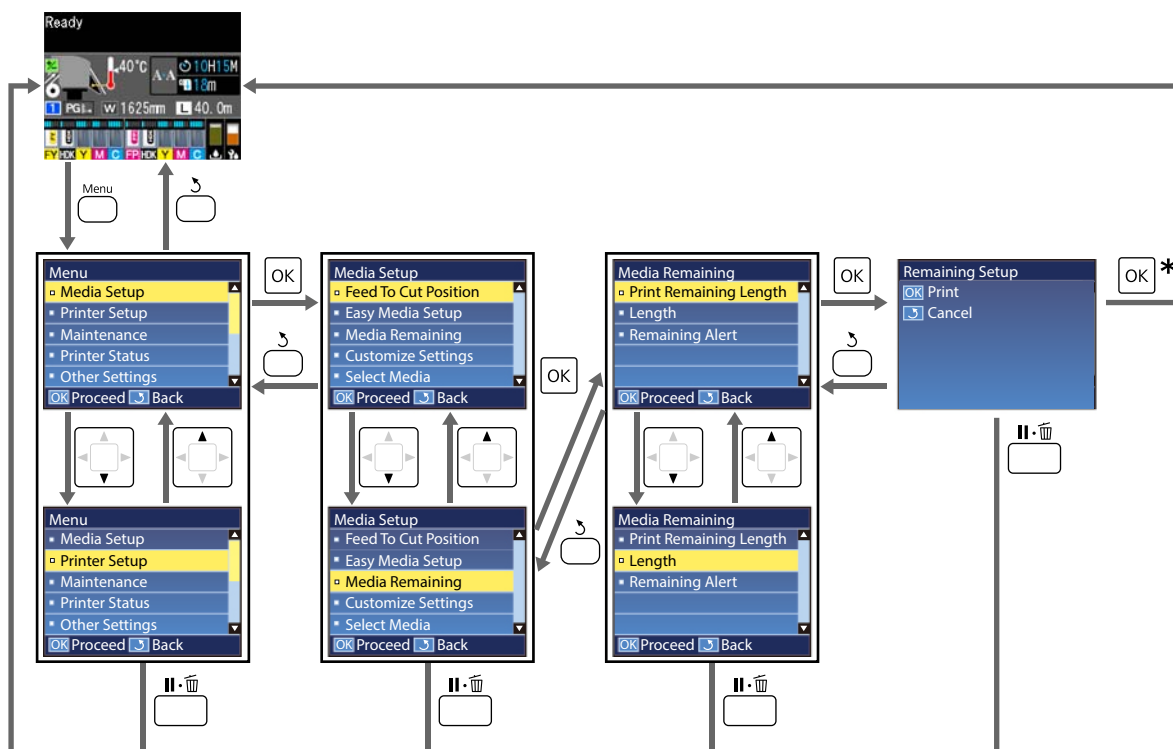 Ready
40°C
A·A
10H15M
18m
1
W 1625mm
L 40.0m
FY HDK Y M C HDK Y M C
Menu
Menu
Media Setup
Printer Setup
Maintenance
Printer Status
Other Settings
OK Proceed Back
OK
Media Setup
Feed To Cut Position
Easy Media Setup
Media Remaining
Customize Settings
Select Media
OK Proceed Back
OK
Media Remaining
Print Remaining Length
Length
Remaining Alert
OK Proceed Back
OK
Remaining Setup
OK Print
Cancel
OK *
Menu
Media Setup
Printer Setup
Maintenance
Printer Status
Other Settings
OK Proceed Back
Media Setup
Feed To Cut Position
Easy Media Setup
Media Remaining
Customize Settings
Select Media
OK Proceed Back
Media Remaining
Print Remaining Length
Length
Remaining Alert
OK Proceed Back